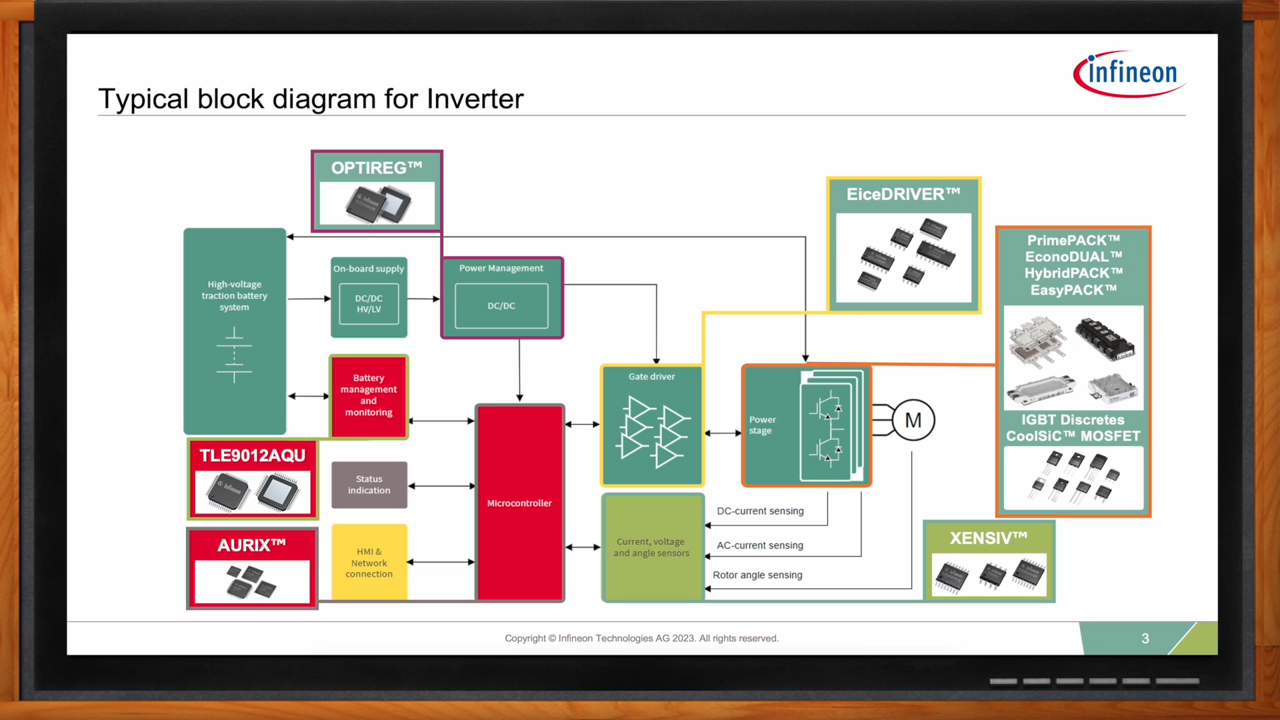 infineon
Typical block diagram for Inverter
OPTIREG™
EiceDRIVER™
PrimePACK™
EconoDUAL™
HybridPACK™
EasyPACK™
IGBT Discretes
CoolSiC™ MOSFET
High-voltage
traction battery
system
On-board supply
DC/DC
HV/LV
Power Management
DC/DC
Battery
management
and
monitoring
Gate driver
Power
stage
M
TLE9012AQU
Status
indication
Microcontroller
AURIX™
HMI &
Network
connection
Current, voltage
and angle sensors
DC-current sensing
AC-current sensing
Rotor angle sensing
XENSIV™
Copyright © Infineon Technologies AG 2023. All rights reserved.
3